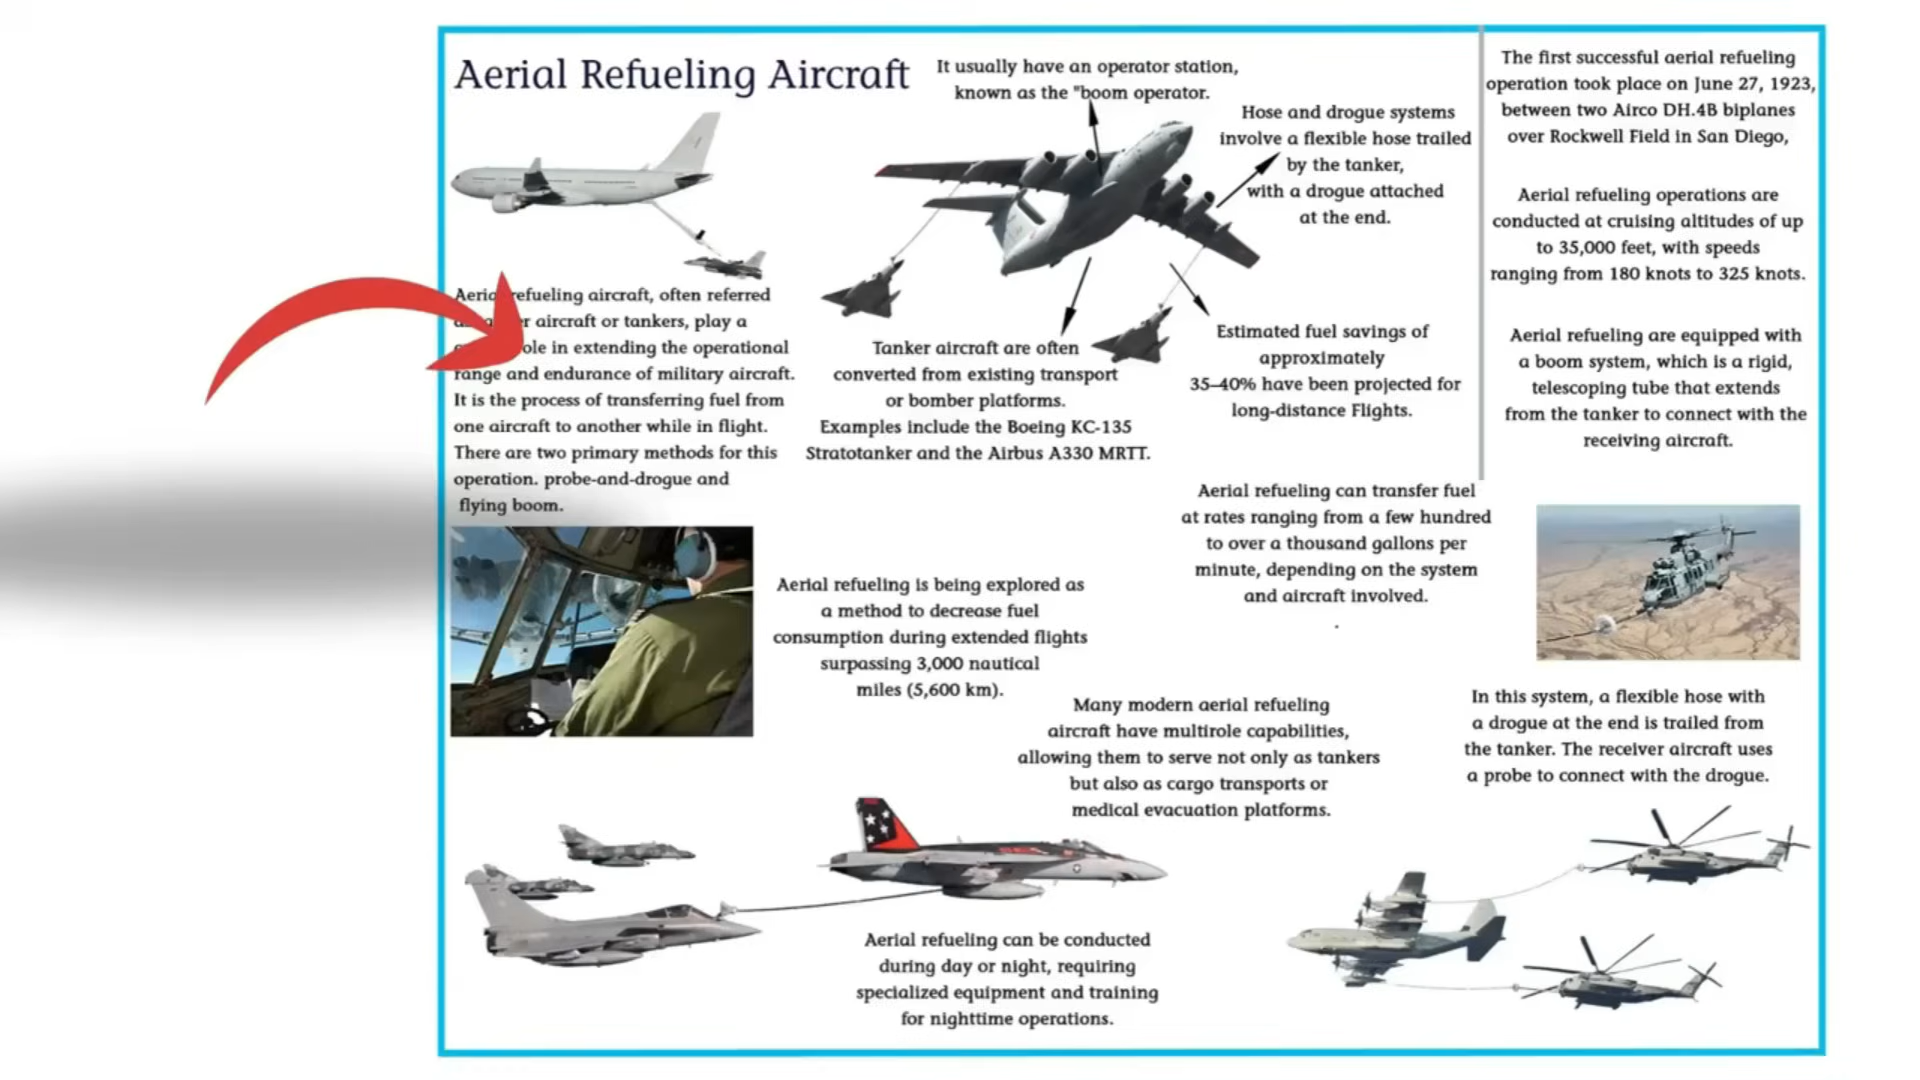 Aerial Refueling Aircraft
It usually have an operator station,
known as the "boom operator.
Hose and drogue systems
involve a flexible hose trailed
by the tanker,
with a drogue attached
at the end.
The first successful aerial refueling
operation took place on June 27, 1923,
between two Airco DH.4B biplanes
over Rockwell Field in San Diego,
Aerial refueling operations are
conducted at cruising altitudes of up
to 35,000 feet, with speeds
ranging from 180 knots to 325 knots.
Aerial refueling are equipped with
a boom system, which is a rigid,
telescoping tube that extends
from the tanker to connect with the
receiving aircraft.
refueling aircraft, often referred
aircraft or tankers, play a
in extending the operational
range and endurance of military aircraft.
It is the process of transferring fuel from
one aircraft to another while in flight.
There are two primary methods for this
operation. probe-and-drogue and
flying boom.
Tanker aircraft are often
converted from existing transport
or bomber platforms.
Examples include the Boeing KC-135
Stratotanker and the Airbus A330 MRTT.
Estimated fuel savings of
approximately
35–40% have been projected for
long-distance Flights.
Aerial refueling can transfer fuel
at rates ranging from a few hundred
to over a thousand gallons per
minute, depending on the system
and aircraft involved.
.
Aerial refueling is being explored as
a method to decrease fuel
consumption during extended flights
surpassing 3,000 nautical
miles (5,600 km).
Many modern aerial refueling
aircraft have multirole capabilities,
allowing them to serve not only as tankers
but also as cargo transports or
medical evacuation platforms.
In this system, a flexible hose with
a drogue at the end is trailed from
the tanker. The receiver aircraft uses
a probe to connect with the drogue.
Aerial refueling can be conducted
during day or night, requiring
specialized equipment and training
for nighttime operations.